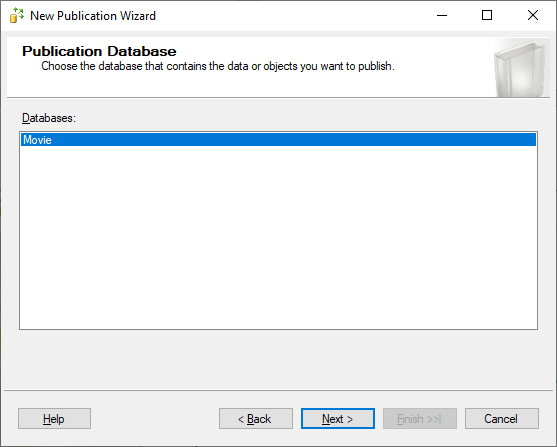 New Publication Wizard
Publication Database
Choose the database that contains the data or objects you want to publish.
Databases:
Movie
Help
< Back
Next >
Finish >>|
Cancel